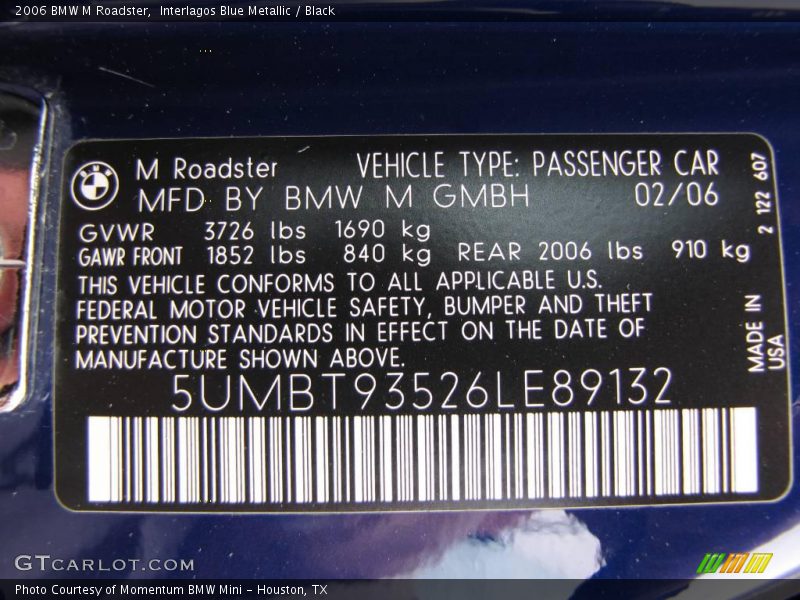 2006 BMW M Roadster,  Interlagos Blue Metallic / Black
M Roadster VEHICLE TYPE: PASSENGER CAR
MFD BY BMW M GMBH 02/06
GVWR 3726 lbs 1690 kg
GAWR FRONT 1852 lbs 840 kg REAR 2006 lbs 910 kg
THIS VEHICLE CONFORMS TO ALL APPLICABLE U.S.
FEDERAL MOTOR VEHICLE SAFETY, BUMPER AND THEFT
PREVENTION STANDARDS IN EFFECT ON THE DATE OF
MANUFACTURE SHOWN ABOVE.
5UMBT93526LE89132
2 122 607
MADE IN
USA
BMW
GTCARLOT.COM
Photo Courtesy of Momentum BMW Mini - Houston, TX